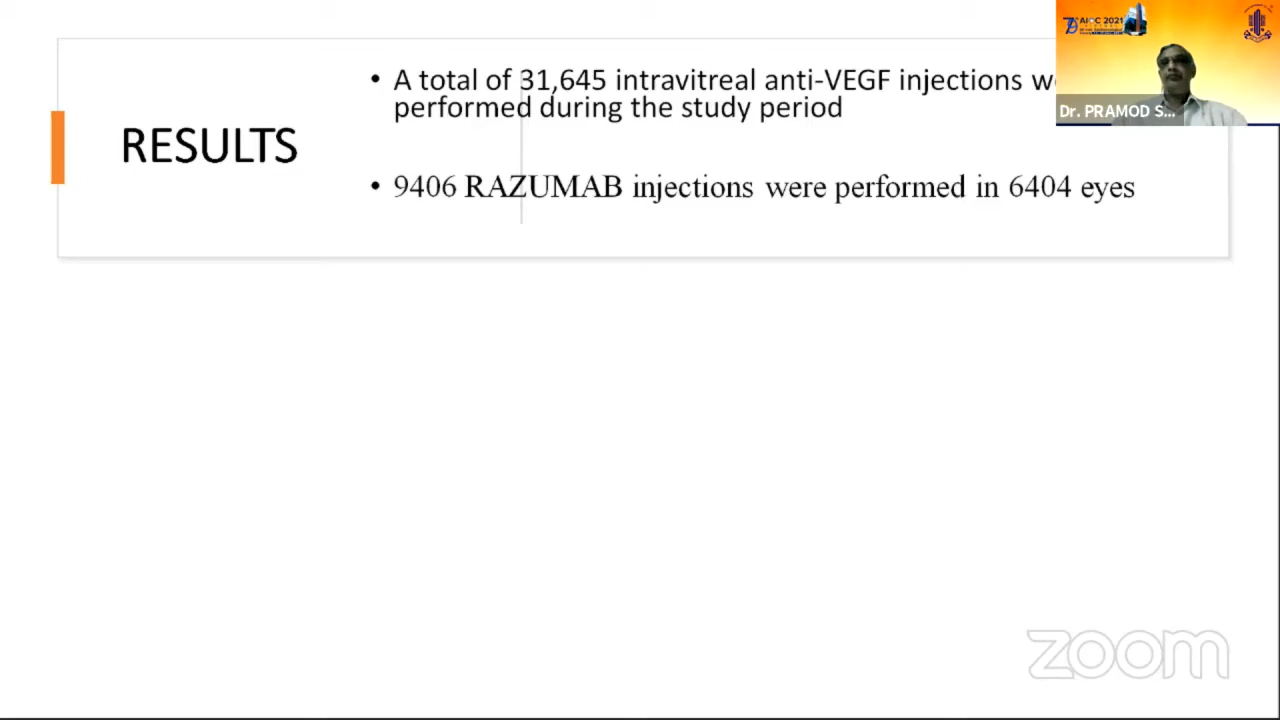 RESULTS
• A total of 31,645 intravitreal anti-VEGF injections
performed during the study period
• 9406 RAZUMAB injections were performed in 6404 eyes
AIOC 2021
Dr. PRAMOD S...
zoom